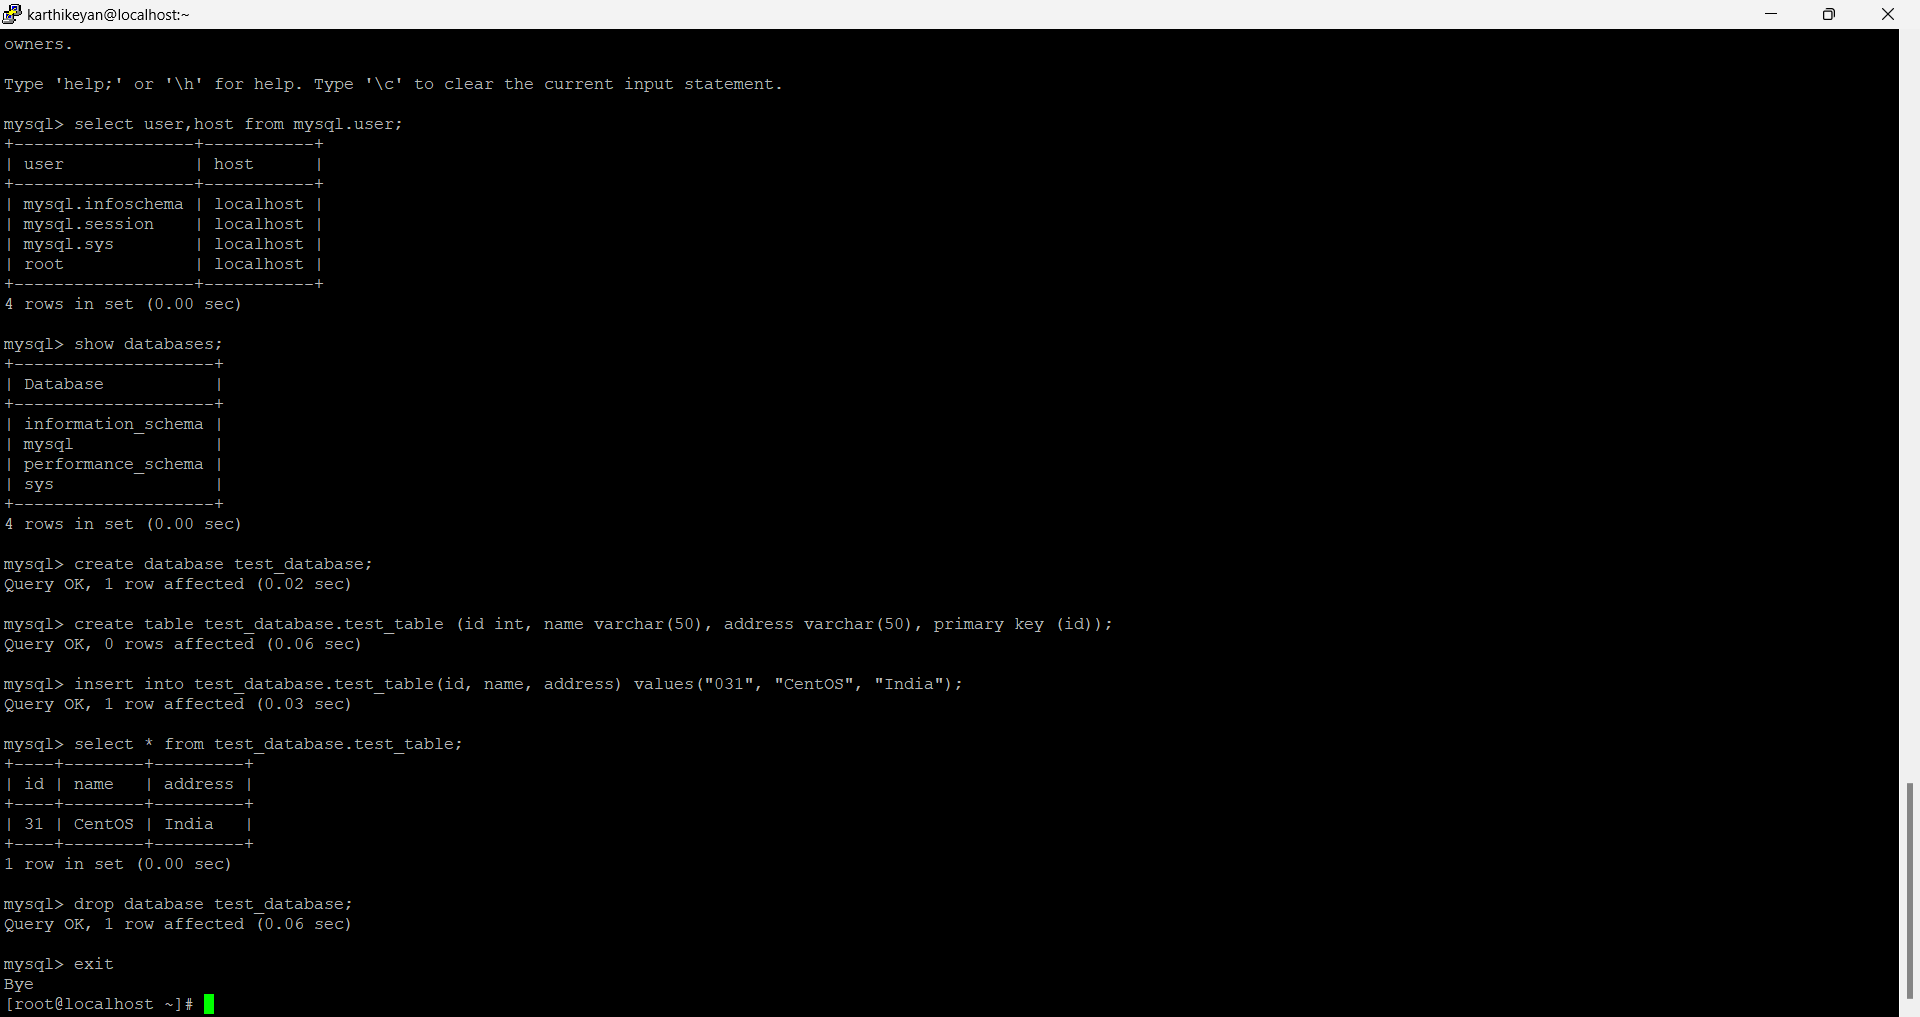 karthikeyan@localhost:~
owners.
Type 'help;' or '\h' for help. Type '\c' to clear the current input statement.
mysql> select user,host from mysql.user;
+------------------+-----------+
| user             | host      |
+------------------+-----------+
| mysql.infoschema | localhost |
| mysql.session    | localhost |
| mysql.sys        | localhost |
| root             | localhost |
+------------------+-----------+
4 rows in set (0.00 sec)
mysql> show databases;
+--------------------+
| Database           |
+--------------------+
| information_schema |
| mysql              |
| performance_schema |
| sys                |
+--------------------+
4 rows in set (0.00 sec)
mysql> create database test_database;
Query OK, 1 row affected (0.02 sec)
mysql> create table test_database.test_table (id int, name varchar(50), address varchar(50), primary key (id));
Query OK, 0 rows affected (0.06 sec)
mysql> insert into test_database.test_table(id, name, address) values("031", "CentOS", "India");
Query OK, 1 row affected (0.03 sec)
mysql> select * from test_database.test_table;
+----+--------+---------+
| id | name   | address |
+----+--------+---------+
| 31 | CentOS | India   |
+----+--------+---------+
1 row in set (0.00 sec)
mysql> drop database test_database;
Query OK, 1 row affected (0.06 sec)
mysql> exit
Bye
[root@localhost ~]#